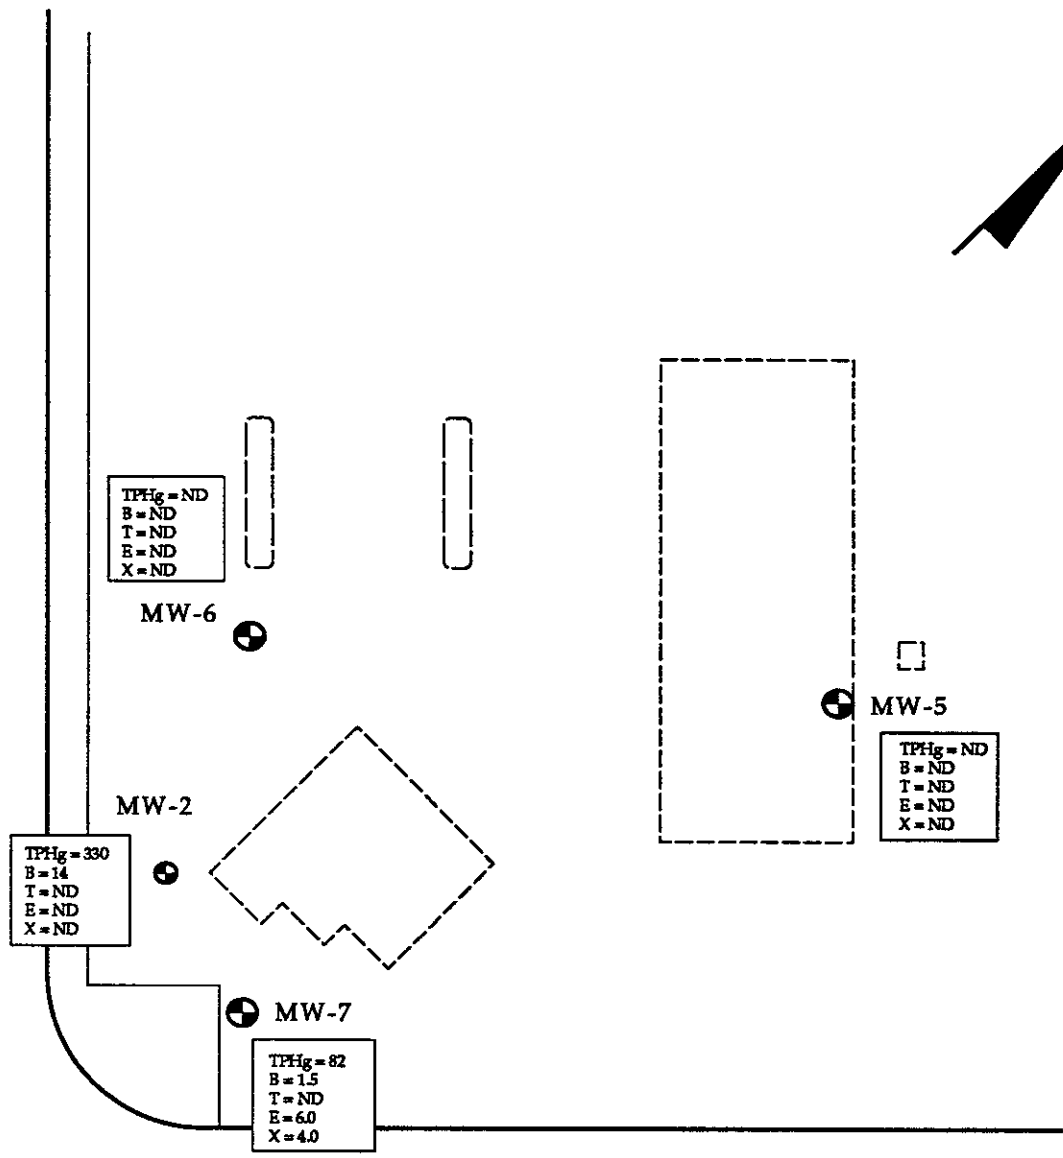 TPHg = ND
B = ND
T = ND
E = ND
X = ND
MW-6
MW-5
TPHg = ND
B = ND
T = ND
E = ND
X = ND
MW-2
TPHg = 330
B = 14
T = ND
E = ND
X = ND
MW-7
TPHg = 82
B = 1.5
T = ND
E = 6.0
X = 4.0